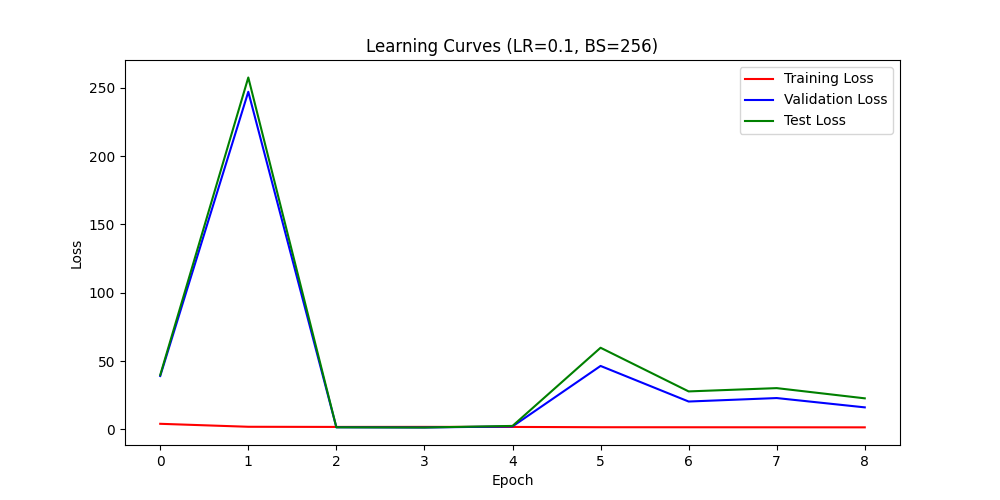 Learning Curves (LR=0.1, BS=256)
Training Loss
Validation Loss
Test Loss
Loss
250
200
150
100
50
0
0 1 2 3 4 5 6 7 8
Epoch